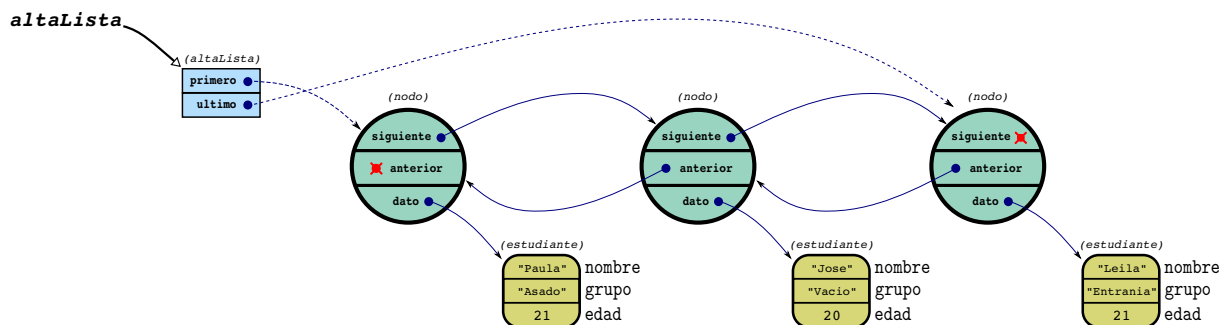 altaLista
(altaLista)
primero
ultimo
(nodo)
siguiente
anterior
dato
(nodo)
siguiente
anterior
dato
(nodo)
siguiente
anterior
dato
(estudiante)
"Paula" nombre
"Asado" grupo
21 edad
(estudiante)
"Jose" nombre
"Vacio" grupo
20 edad
(estudiante)
"Leila" nombre
"Entrania" grupo
21 edad